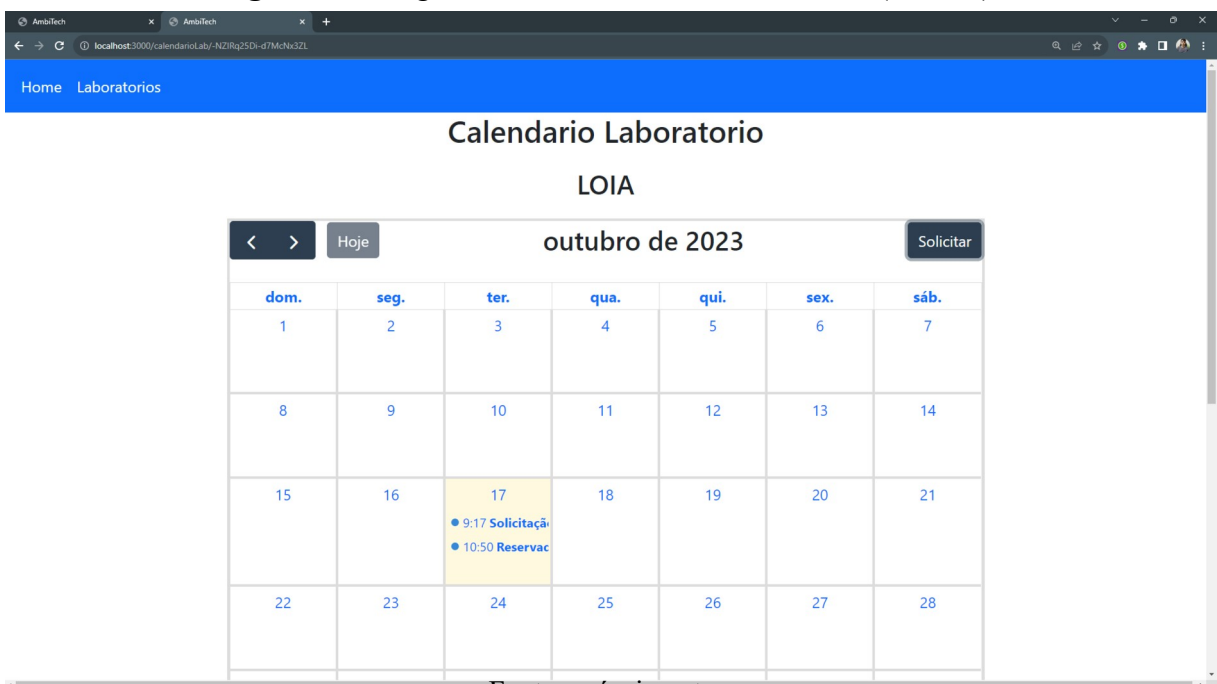 AmbiTech
AmbiTech
localhost:3000/calendarioLab/-NZIRq25Di-d7McNx3ZL
Home Laboratorios
Calendario Laboratorio
LOIA
Hoje
outubro de 2023
Solicitar
dom. seg. ter. qua. qui. sex. sáb.
1 2 3 4 5 6 7
8 9 10 11 12 13 14
15 16 17 18 19 20 21
9:17 Solicitaçã
10:50 Reservac
22 23 24 25 26 27 28